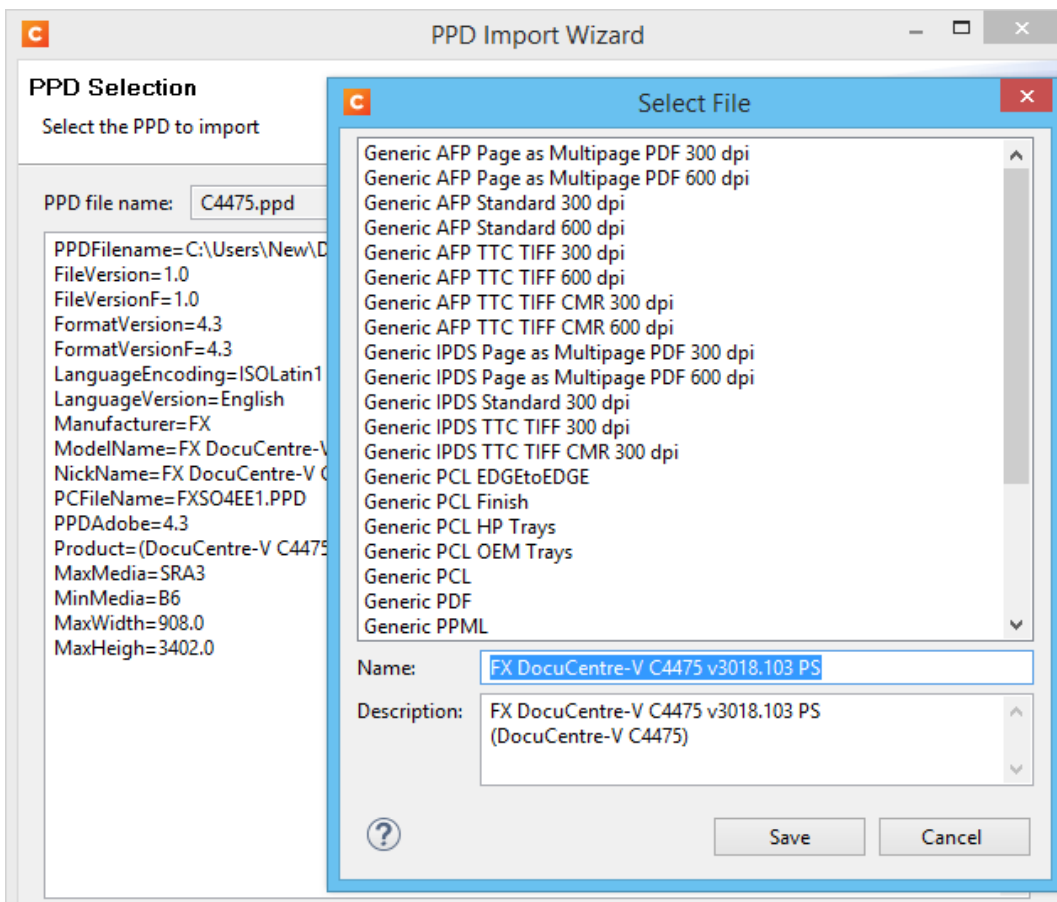 C
PPD Import Wizard
PPD Selection
Select the PPD to import
PPD file name:
C4475.ppd
PPDFilename=C:\Users\New\D
FileVersion=1.0
FileVersionF=1.0
FormatVersion=4.3
FormatVersionF=4.3
LanguageEncoding=ISOLatin1
LanguageVersion=English
Manufacturer=FX
ModelName=FX DocuCentre-V
NickName=FX DocuCentre-V C
PCFileName=FXSO4EE1.PPD
PPDAdobe=4.3
Product=(DocuCentre-V C4475
MaxMedia=SRA3
MinMedia=B6
MaxWidth=908.0
MaxHeigh=3402.0
C
Select File
Generic AFP Page as Multipage PDF 300 dpi
Generic AFP Page as Multipage PDF 600 dpi
Generic AFP Standard 300 dpi
Generic AFP Standard 600 dpi
Generic AFP TTC TIFF 300 dpi
Generic AFP TTC TIFF 600 dpi
Generic AFP TTC TIFF CMR 300 dpi
Generic AFP TTC TIFF CMR 600 dpi
Generic IPDS Page as Multipage PDF 300 dpi
Generic IPDS Page as Multipage PDF 600 dpi
Generic IPDS Standard 300 dpi
Generic IPDS TTC TIFF 300 dpi
Generic IPDS TTC TIFF CMR 300 dpi
Generic PCL EDGEtoEDGE
Generic PCL Finish
Generic PCL HP Trays
Generic PCL OEM Trays
Generic PCL
Generic PDF
Generic PPML
Name:
FX DocuCentre-V C4475 v3018.103 PS
Description:
FX DocuCentre-V C4475 v3018.103 PS
(DocuCentre-V C4475)
?
Save
Cancel